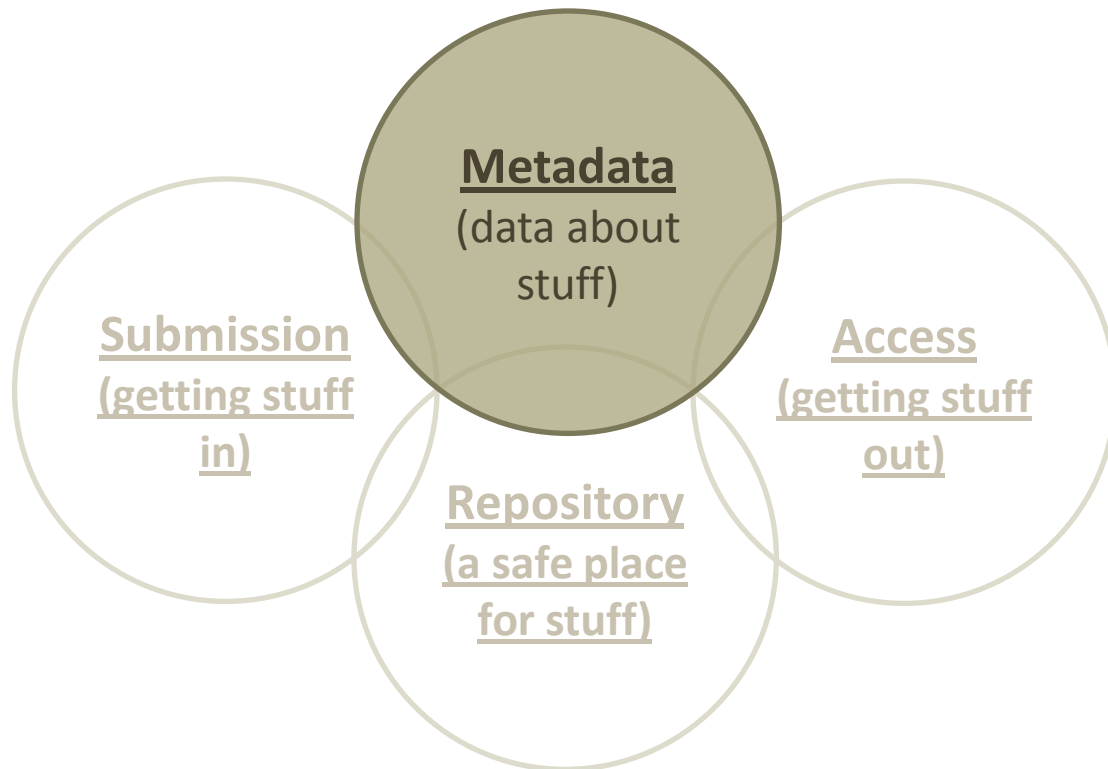 Metadata
(data about
stuff)
Submission
(getting stuff
in)
Access
(getting stuff
out)
Repository
(a safe place
for stuff)